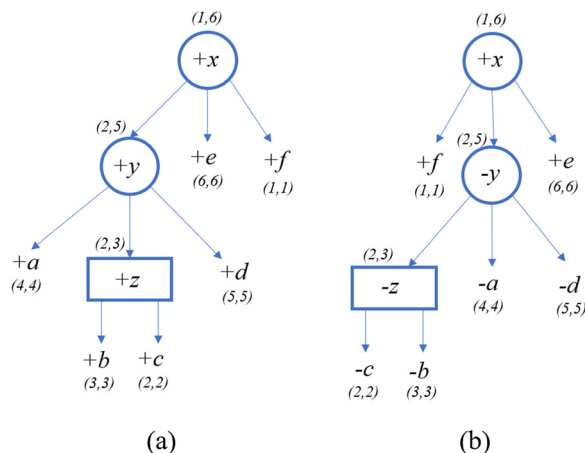 (1,6)
+x
(2,5)
+y
+e
(6,6)
+f
(1,1)
+a
(4,4)
(2,3)
+z
+d
(5,5)
+b
(3,3)
+c
(2,2)
(a)
(1,6)
+x
+f
(1,1)
(2,5)
-y
+e
(6,6)
(2,3)
-z
-a
(4,4)
-d
(5,5)
-c
(2,2)
-b
(3,3)
(b)